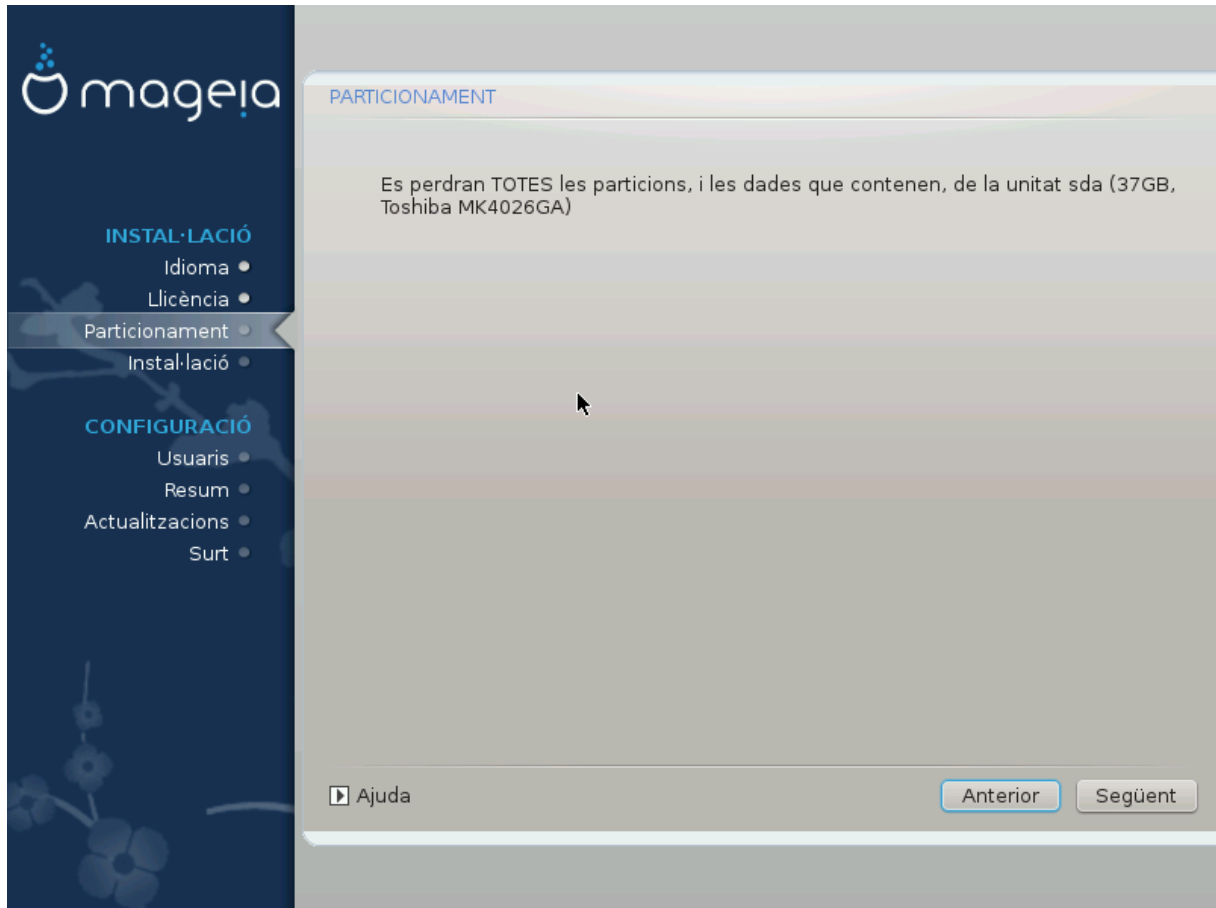 mageia
INSTAL·LACIÓ
Idioma
Llicència
Particionament
Instal·lació
CONFIGURACIÓ
Usuaris
Resum
Actualitzacions
Surt
PARTICIONAMENT
Es perdran TOTES les particions, i les dades que contenen, de la unitat sda (37GB,
Toshiba MK4026GA)
Ajuda
Anterior
Següent